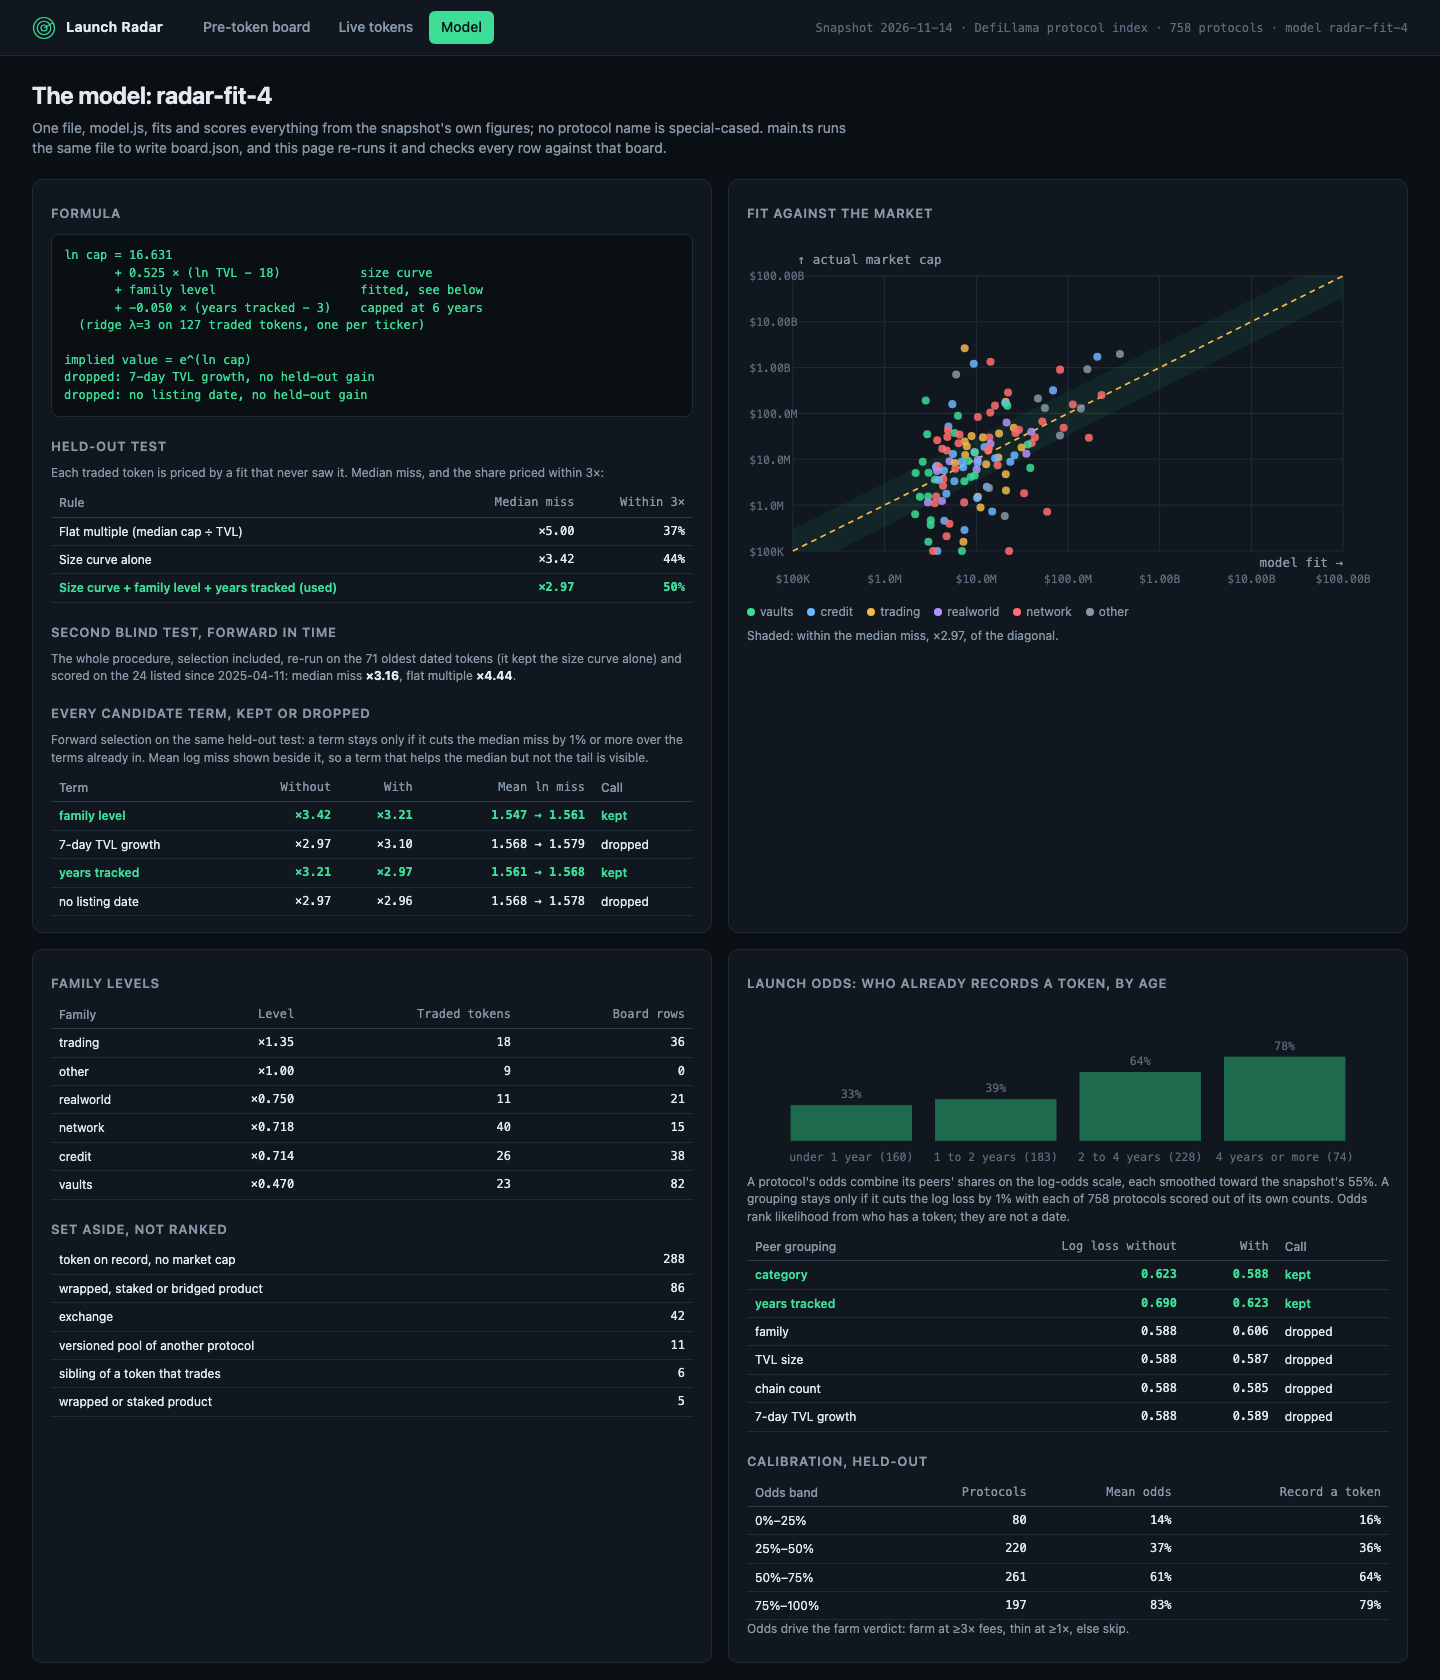 Launch Radar Pre-token board Live tokens Model Snapshot 2026-11-14 · DefiLlama protocol index · 758 protocols · model radar-fit-4
The model: radar-fit-4
One file, model.js, fits and scores everything from the snapshot's own figures; no protocol name is special-cased. main.ts runs
the same file to write board.json, and this page re-runs it and checks every row against that board.
FORMULA
ln cap = 16.631
+ 0.525 × (ln TVL − 18) size curve
+ family level fitted, see below
+ −0.050 × (years tracked − 3) capped at 6 years
(ridge λ=3 on 127 traded tokens, one per ticker)
implied value = e^(ln cap)
dropped: 7-day TVL growth, no held-out gain
dropped: no listing date, no held-out gain
HELD-OUT TEST
Each traded token is priced by a fit that never saw it. Median miss, and the share priced within 3×:
Rule Median miss Within 3×
Flat multiple (median cap ÷ TVL) ×5.00 37%
Size curve alone ×3.42 44%
Size curve + family level + years tracked (used) ×2.97 50%
SECOND BLIND TEST, FORWARD IN TIME
The whole procedure, selection included, re-run on the 71 oldest dated tokens (it kept the size curve alone) and
scored on the 24 listed since 2025-04-11: median miss ×3.16, flat multiple ×4.44.
EVERY CANDIDATE TERM, KEPT OR DROPPED
Forward selection on the same held-out test: a term stays only if it cuts the median miss by 1% or more over the
terms already in. Mean log miss shown beside it, so a term that helps the median but not the tail is visible.
Term Without With Mean ln miss Call
family level ×3.42 ×3.21 1.547 → 1.561 kept
7-day TVL growth ×2.97 ×3.10 1.568 → 1.579 dropped
years tracked ×3.21 ×2.97 1.561 → 1.568 kept
no listing date ×2.97 ×2.96 1.568 → 1.578 dropped
FIT AGAINST THE MARKET
↑ actual market cap
$100.00B
$10.00B
$1.00B
$100.0M
$10.0M
$1.0M
$100K
model fit →
$100K $1.0M $10.0M $100.0M $1.00B $10.00B $100.00B
vaults credit trading realworld network other
Shaded: within the median miss, ×2.97, of the diagonal.
FAMILY LEVELS
Family Level Traded tokens Board rows
trading ×1.35 18 36
other ×1.00 9 0
realworld ×0.750 11 21
network ×0.718 40 15
credit ×0.714 26 38
vaults ×0.470 23 82
SET ASIDE, NOT RANKED
token on record, no market cap 288
wrapped, staked or bridged product 86
exchange 42
versioned pool of another protocol 11
sibling of a token that trades 6
wrapped or staked product 5
LAUNCH ODDS: WHO ALREADY RECORDS A TOKEN, BY AGE
33% 39% 64% 78%
under 1 year (160) 1 to 2 years (183) 2 to 4 years (228) 4 years or more (74)
A protocol's odds combine its peers' shares on the log-odds scale, each smoothed toward the snapshot's 55%. A
grouping stays only if it cuts the log loss by 1% with each of 758 protocols scored out of its own counts. Odds
rank likelihood from who has a token; they are not a date.
Peer grouping Log loss without With Call
category 0.623 0.588 kept
years tracked 0.690 0.623 kept
family 0.588 0.606 dropped
TVL size 0.588 0.587 dropped
chain count 0.588 0.585 dropped
7-day TVL growth 0.588 0.589 dropped
CALIBRATION, HELD-OUT
Odds band Protocols Mean odds Record a token
0%–25% 80 14% 16%
25%–50% 220 37% 36%
50%–75% 261 61% 64%
75%–100% 197 83% 79%
Odds drive the farm verdict: farm at ≥3× fees, thin at ≥1×, else skip.